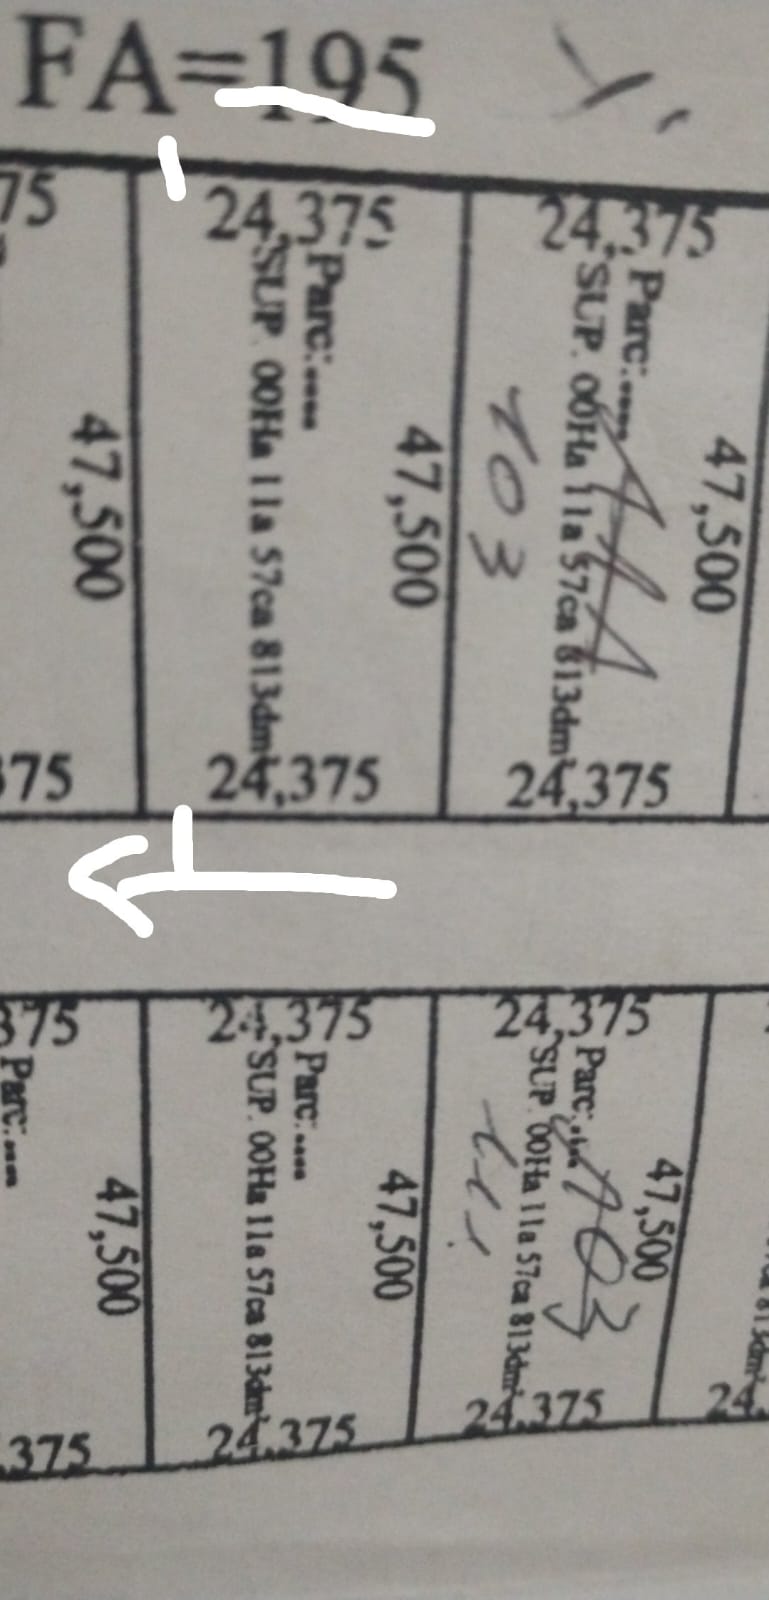 FA=195
75
24,375
24,375
Parc:.....
SUP. 00Ha 11a 57ca 813dm²
47,500
103
Parc:.....
SUP. 00Ha 11a 57ca 813dm²
47,500
47,500
375
24,375
24,375
375
24,375
24,375
Parc:....
Parc:....
SUP. 00Ha 11a 57ca 813dm²
47,500
Parc:....
103
SUP. 00Ha 11a 57ca 813dm²
47,500
47,500
.375
24,375
24,375
24.